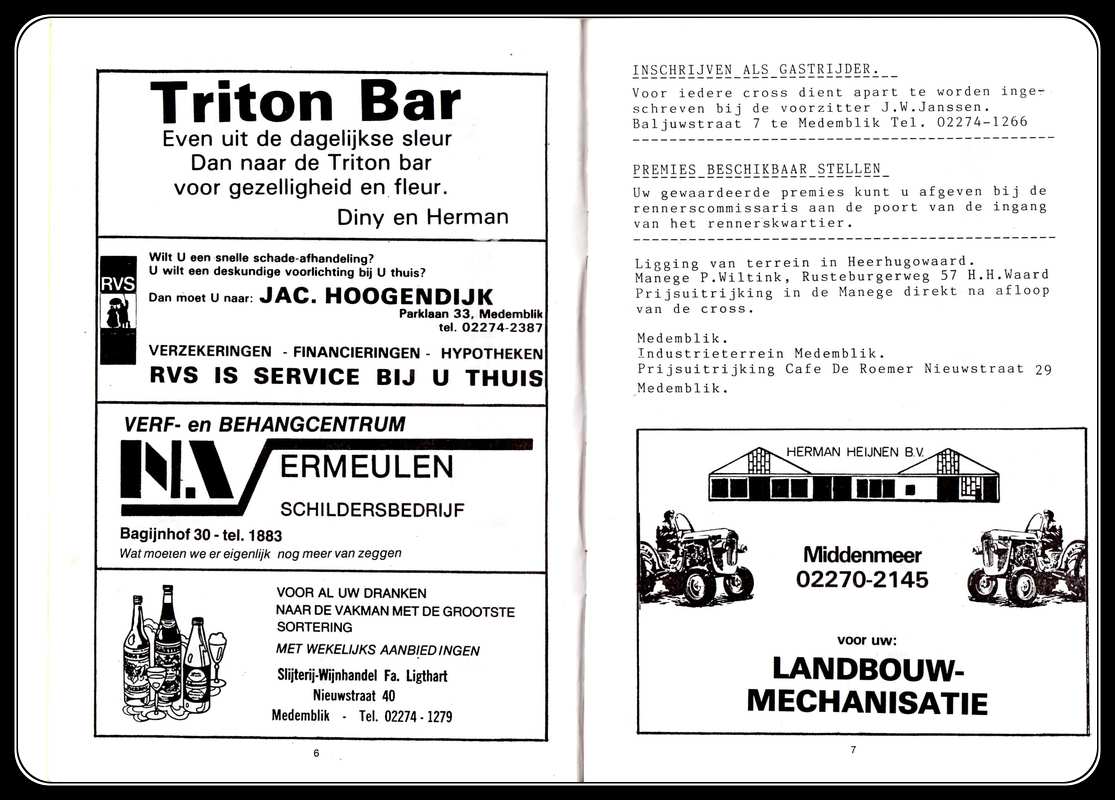 Triton Bar
Even uit de dagelijkse sleur
Dan naar de Triton bar
voor gezelligheid en fleur.
Diny en Herman
RVS
Wilt U een snelle schade-afhandeling?
U wilt een deskundige voorlichting bij U thuis?
Dan moet U naar: JAC. HOOGENDIJK
Parklaan 33, Medemblik
tel. 02274-2387
VERZEKERINGEN - FINANCIERINGEN - HYPOTHEKEN
RVS IS SERVICE BIJ U THUIS
VERF- en BEHANGCENTRUM
N.VERMEULEN
SCHILDERSBEDRIJF
Bagijnhof 30 - tel. 1883
Wat moeten we er eigenlijk nog meer van zeggen
VOOR AL UW DRANKEN
NAAR DE VAKMAN MET DE GROOTSTE
SORTERING
MET WEKELIJKS AANBIEDINGEN
Slijterij-Wijnhandel Fa. Ligthart
Nieuwstraat 40
Medemblik - Tel. 02274 - 1279
6
INSCHRIJVEN ALS GASTRIJDER.
Voor iedere cross dient apart te worden inge-
schreven bij de voorzitter J.W.Janssen.
Baljuwstraat 7 te Medemblik Tel. 02274-1266
PREMIES BESCHIKBAAR STELLEN
Uw gewaardeerde premies kunt u afgeven bij de
rennerscommissaris aan de poort van de ingang
van het rennerskwartier.
Ligging van terrein in Heerhugowaard.
Manege P.Wiltink, Rusteburgerweg 57 H.H.Waard
Prijsuitrijking in de Manege direkt na afloop
van de cross.
Medemblik.
Industrieterrein Medemblik.
Prijsuitrijking Cafe De Roemer Nieuwstraat 29
Medemblik.
HERMAN HEIJNEN B.V.
Middenmeer
02270-2145
voor uw:
LANDBOUW-
MECHANISATIE
7